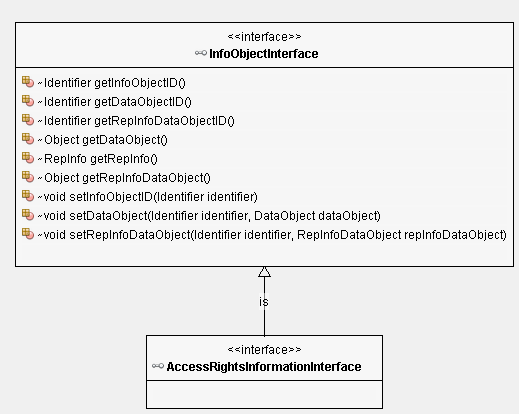 <<interface>>
InfoObjectInterface
~Identifier getInfoObjectID()
~Identifier getDataObjectID()
~Identifier getRepInfoDataObjectID()
~Object getDataObject()
~RepInfo getRepInfo()
~Object getRepInfoDataObject()
~void setInfoObjectID(Identifier identifier)
~void setDataObject(Identifier identifier, DataObject dataObject)
~void setRepInfoDataObject(Identifier identifier, RepInfoDataObject repInfoDataObject)
is
<<interface>>
AccessRightsInformationInterface